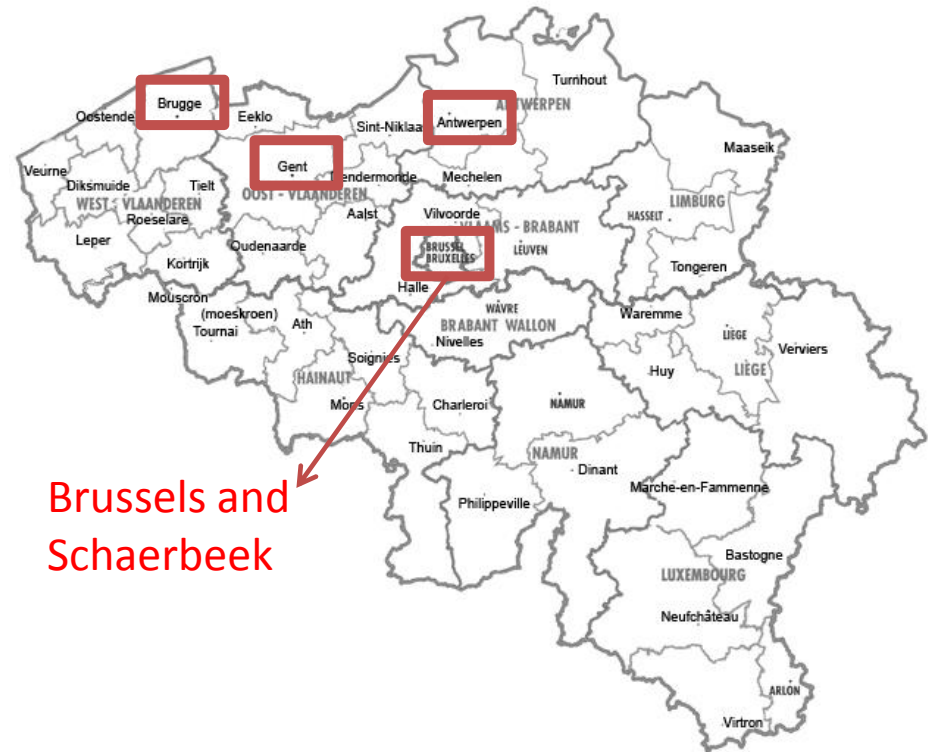 Turnhout
Brugge
ANTWERPEN
Oostende
Eeklo
Sint-Niklaa
Antwerpen
Maaseik
Veurne
Gent
Mechelen
Diksmuide
Tielt
Dendermonde
WEST - VLAANDEREN
OOST - VLAANDEREN
LIMBURG
Roeselare
Aalst
Vilvoorde
HASSELT
VLAAMS - BRABANT
Leper
Oudenaarde
BRUSSEL
BRUXELLES
LEUVEN
Kortrijk
Tongeren
Halle
Mouscron
(moeskroen)
WAVRE
Waremme
Tournai
Ath
BRABANT WALLON
LIEGE
Nivelles
Soignies
Verviers
HAINAUT
Huy
LIÈGE
Mons
Charleroi
NAMUR
Thuin
NAMUR
Dinant
Marche-en-Fammenne
Philippeville
Brussels and
Schaerbeek
Bastogne
LUXEMBOURG
Neufchâteau
ARLON
Virtron